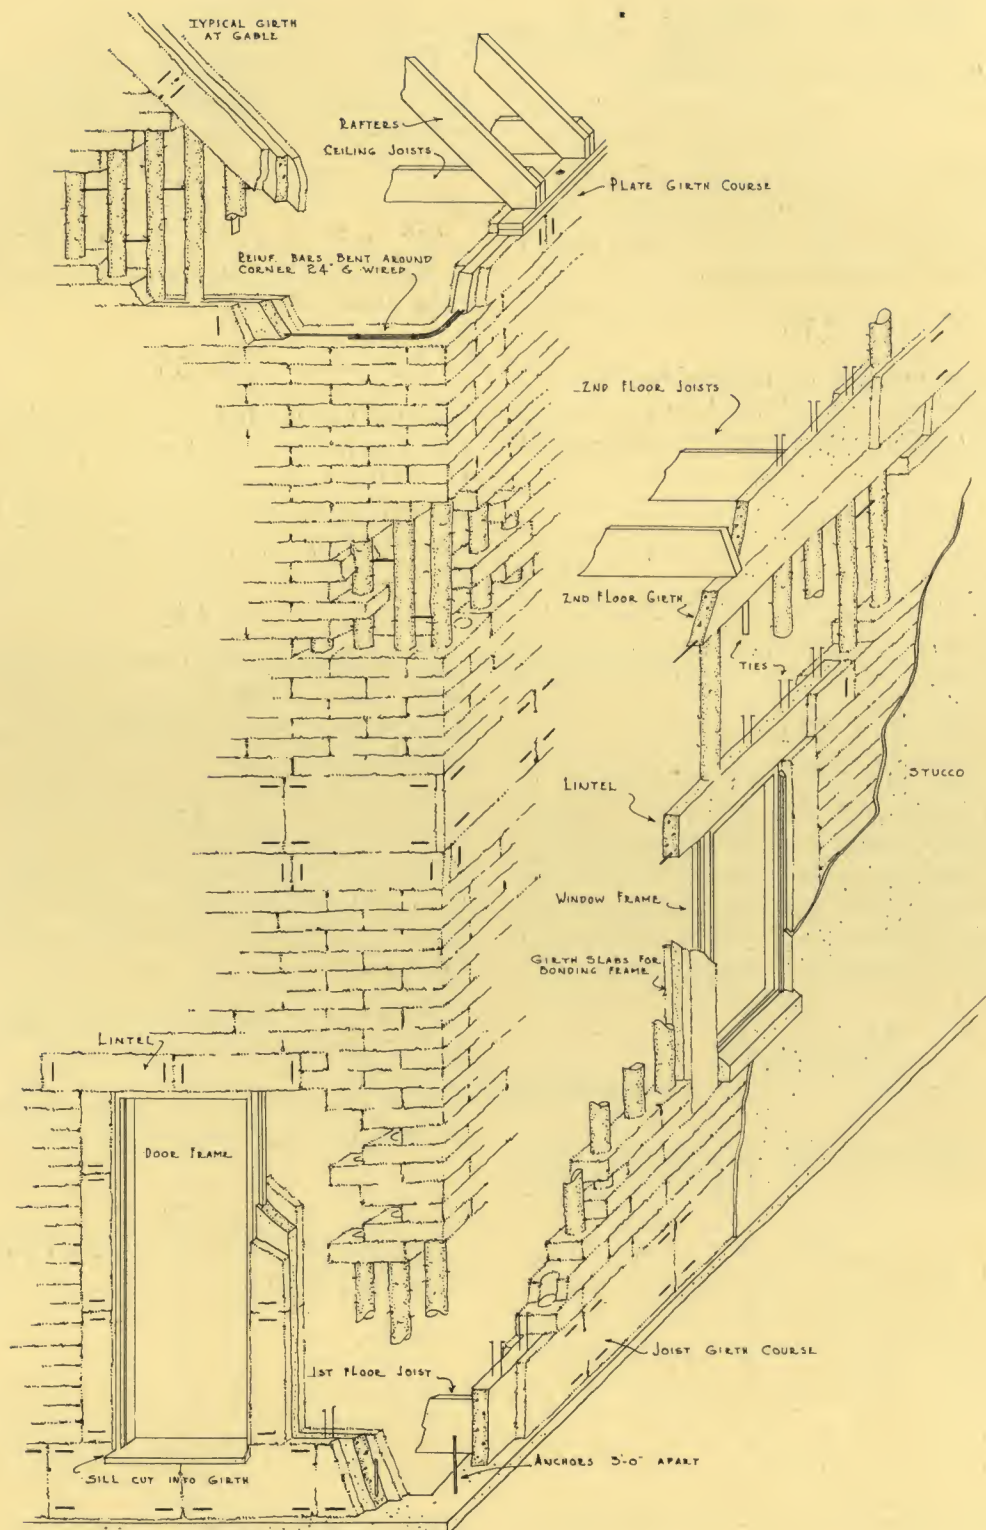 TYPICAL GIRTH
AT GABLE
RAFTERS
CEILING JOISTS
PLATE GIRTH COURSE
REINF. BARS BENT AROUND
CORNER 24" & WIRED
2ND FLOOR JOISTS
2ND FLOOR GIRTH
TIES
LINTEL
STUCCO
WINDOW FRAME
GIRTH SLABS FOR
BONDING FRAME
LINTEL
DOOR FRAME
1ST FLOOR JOIST
JOIST GIRTH COURSE
SILL CUT INTO GIRTH
ANCHORS 5'-0" APART